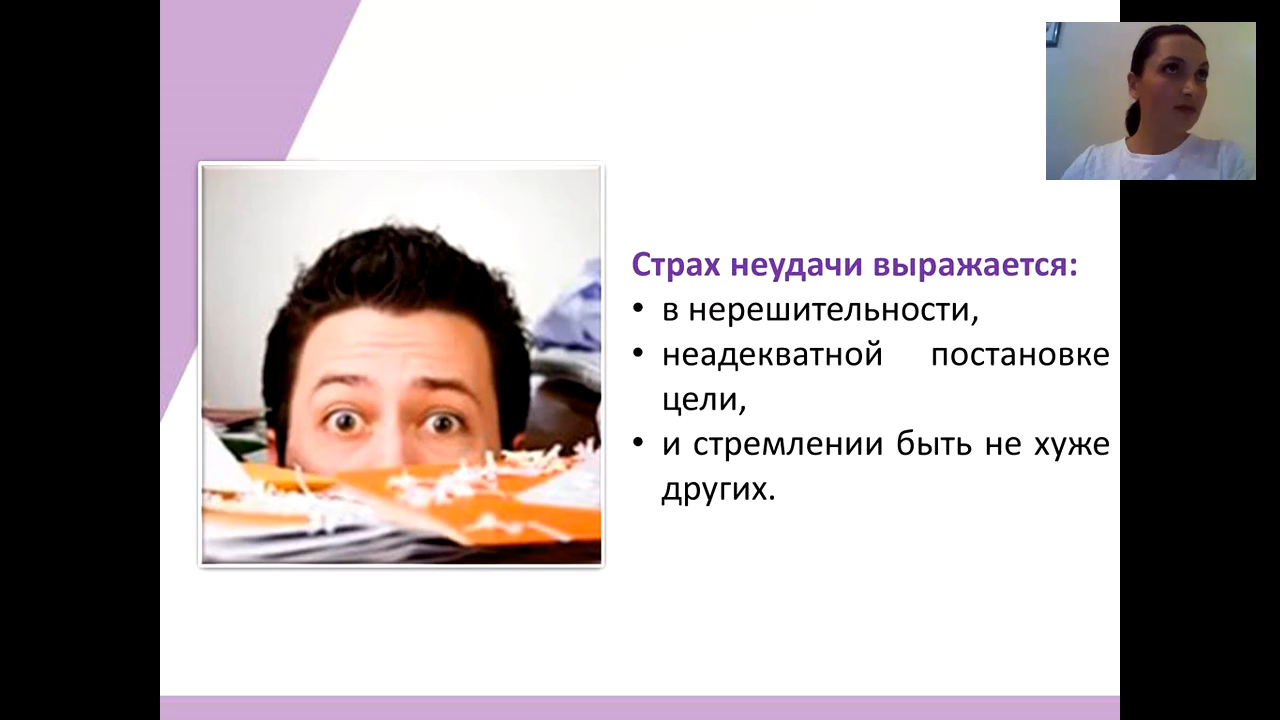 Страх неудачи выражается:
• в нерешительности,
• неадекватной постановке
цели,
• и стремлении быть не хуже
других.